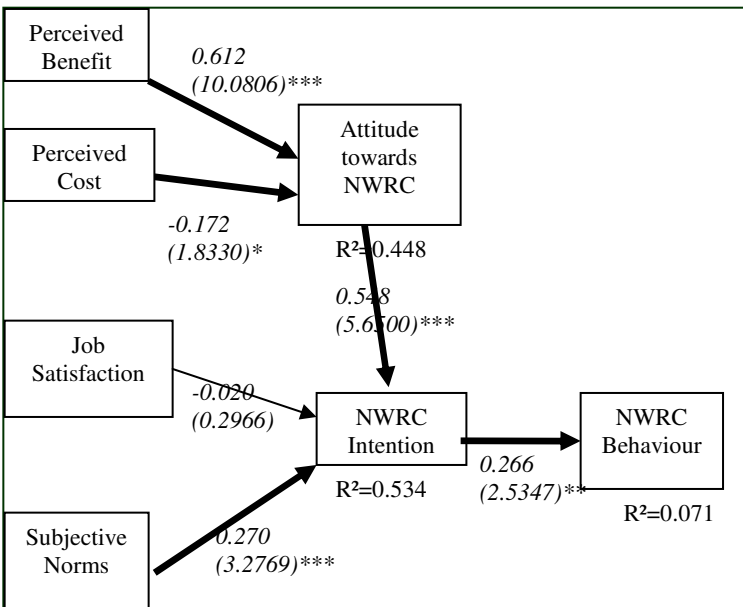 Perceived
Benefit
0.612
(10.0806)***
Perceived
Cost
Attitude
towards
NWRC
-0.172
(1.8330)*
R²=0.448
0.548
(5.6500)***
Job
Satisfaction
-0.020
(0.2966)
NWRC
Intention
NWRC
Behaviour
0.266
(2.5347)**
R²=0.534
R²=0.071
Subjective
Norms
0.270
(3.2769)***